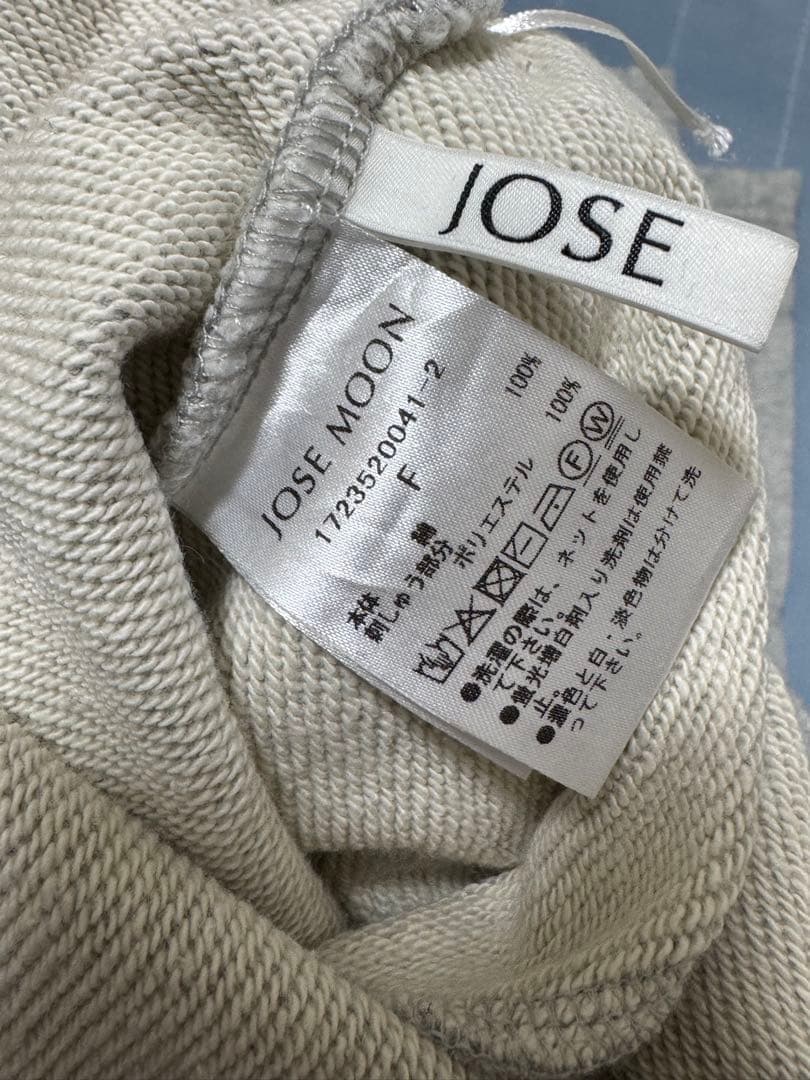 JOSE
JOSE MOON
1723520041-2
F
本体 綿 100%
刺しゅう部分 ポリエステル 100%
F W
●洗濯の際は、ネットを使用し
て下さい。
●蛍光増白剤入り洗剤は使用禁
止。
●濃色と白・淡色物は分けて洗
って下さい。